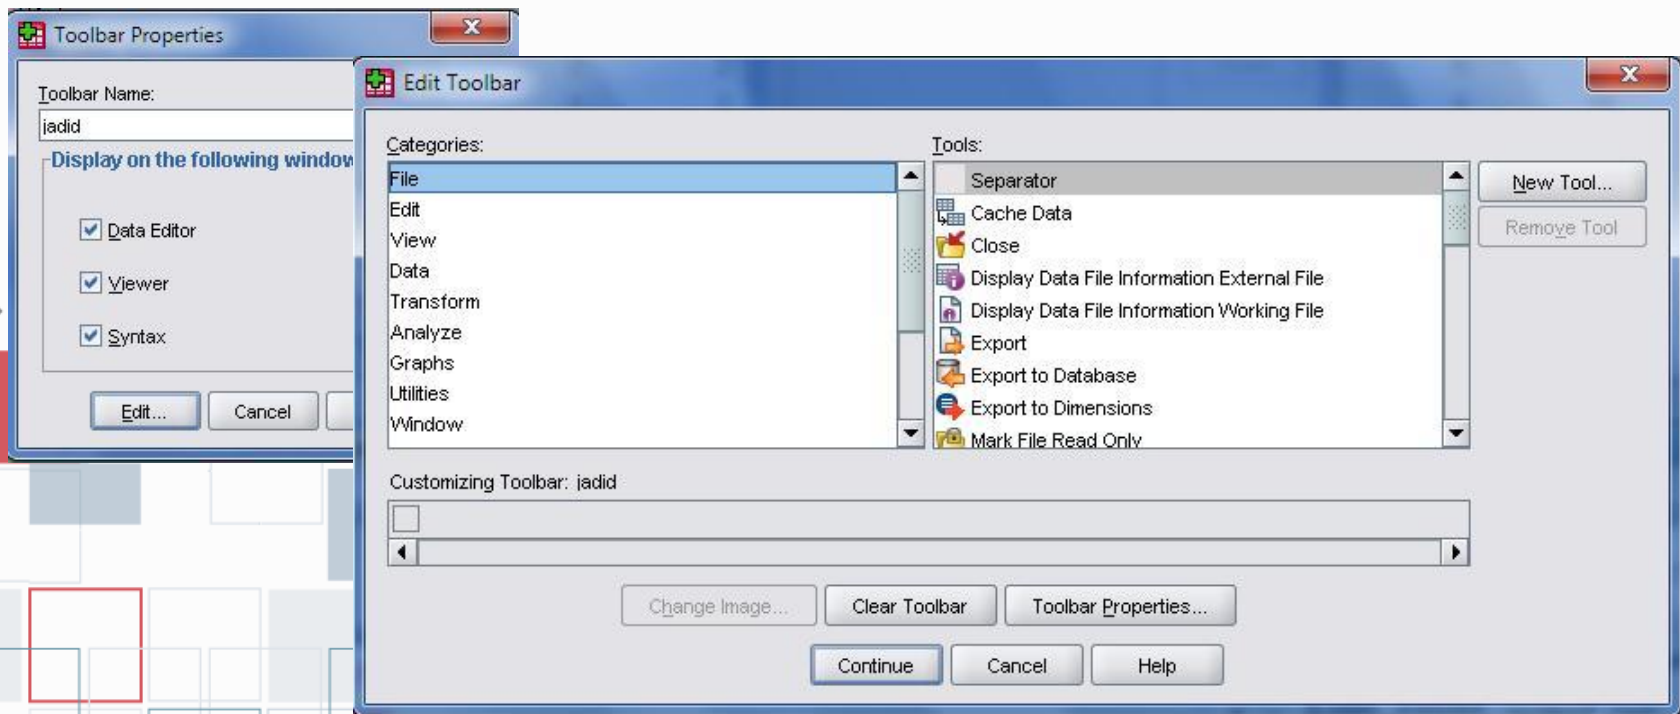 Toolbar Properties
Toolbar Name:
jadid
Display on the following window
Data Editor
Viewer
Syntax
Edit...
Cancel
Edit Toolbar
Categories:
File
Edit
View
Data
Transform
Analyze
Graphs
Utilities
Window
Tools:
Separator
Cache Data
Close
Display Data File Information External File
Display Data File Information Working File
Export
Export to Database
Export to Dimensions
Mark File Read Only
New Tool...
Remove Tool
Customizing Toolbar: jadid
Change Image...
Clear Toolbar
Toolbar Properties...
Continue
Cancel
Help